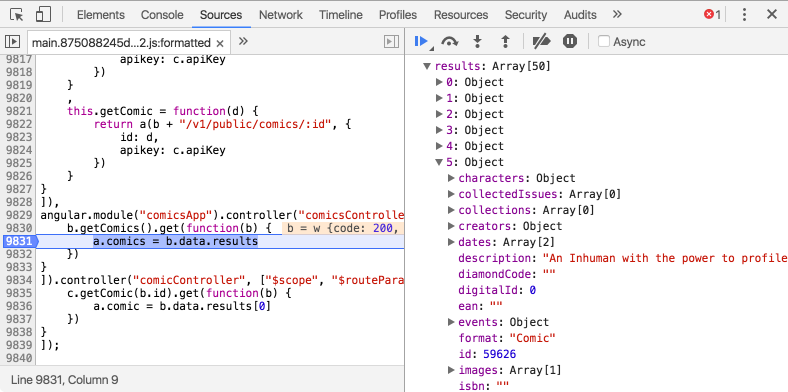 Elements Console Sources Network Timeline Profiles Resources Security Audits » 1
main.875088245d…2.js:formatted × »
Async
9817 apikey: c.apiKey
9818 })
9819 }
9820 ,
9821 this.getComic = function(d) {
9822 return a(b + "/v1/public/comics/:id", {
9823 id: d,
9824 apikey: c.apiKey
9825 })
9826 }
9827 }
9828 ]),
9829 angular.module("comicsApp").controller("comicsControlle
9830 b.getComics().get(function(b) { b = w {code: 200,
9831 a.comics = b.data.results
9832 })
9833 }
9834 ]).controller("comicController", ["$scope", "$routePara
9835 c.getComic(b.id).get(function(b) {
9836 a.comic = b.data.results[0]
9837 })
9838 }
9839 ]);
9840
Line 9831, Column 9
results: Array[50]
0: Object
1: Object
2: Object
3: Object
4: Object
5: Object
characters: Object
collectedIssues: Array[0]
collections: Array[0]
creators: Object
dates: Array[2]
description: "An Inhuman with the power to profile
diamondCode: ""
digitalId: 0
ean: ""
events: Object
format: "Comic"
id: 59626
images: Array[1]
isbn: ""